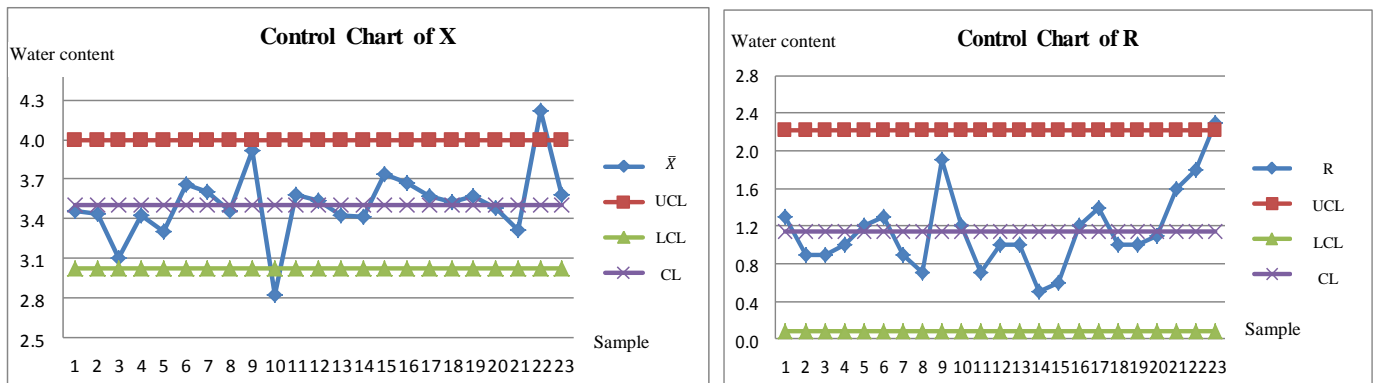 Control Chart of X
Water content
4.3
4.0
3.7
3.4
3.1
2.8
2.5
1 2 3 4 5 6 7 8 9 10 11 12 13 14 15 16 17 18 19 20 21 22 23
Sample
X̄
UCL
LCL
CL
Control Chart of R
Water content
2.8
2.4
2.0
1.6
1.2
0.8
0.4
0.0
1 2 3 4 5 6 7 8 9 10 11 12 13 14 15 16 17 18 19 20 21 22 23
Sample
R
UCL
LCL
CL